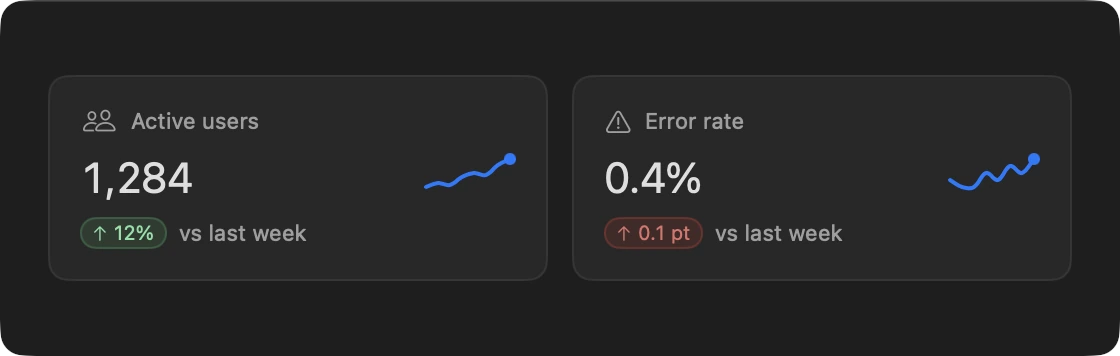 Active users
1,284
↑ 12% vs last week
Error rate
0.4%
↑ 0.1 pt vs last week